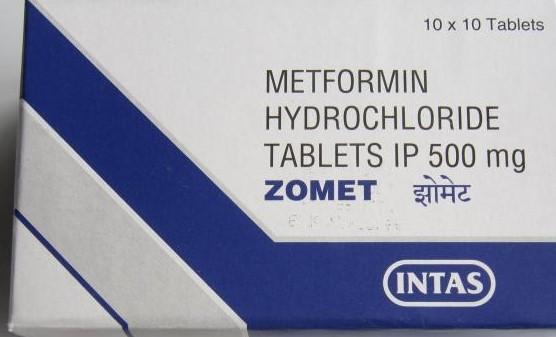 10 x 10 Tablets
METFORMIN
HYDROCHLORIDE
TABLETS IP 500 mg
ZOMET झोमेट
INTAS